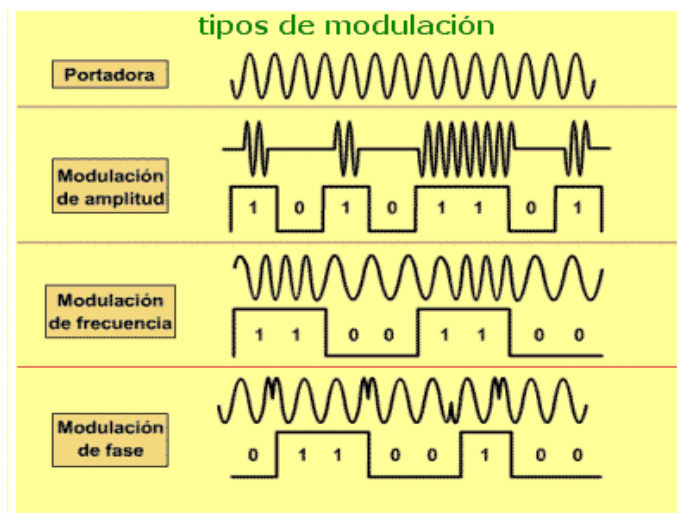 tipos de modulación
Portadora
Modulación
de amplitud
1 0 1 0 1 1 0 1
Modulación
de frecuencia
1 1 0 0 1 1 0 0
Modulación
de fase
0 1 1 0 0 1 0 0